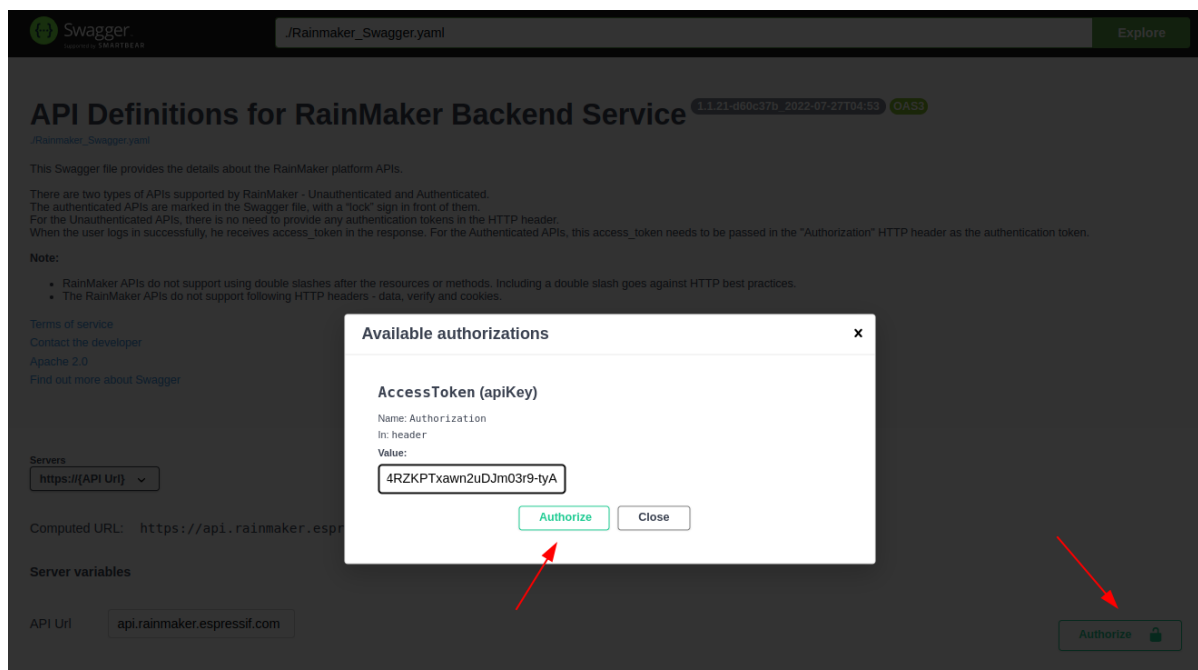 Swagger
Supported by SMARTBEAR
./Rainmaker_Swagger.yaml
Explore
API Definitions for RainMaker Backend Service
1.1.21-d60c37b_2022-07-27T04:53
OAS3
./Rainmaker_Swagger.yaml
This Swagger file provides the details about the RainMaker platform APIs.
There are two types of APIs supported by RainMaker - Unauthenticated and Authenticated.
The authenticated APIs are marked in the Swagger file, with a "lock" sign in front of them.
For the Unauthenticated APIs, there is no need to provide any authentication tokens in the HTTP header.
When the user logs in successfully, he receives access_token in the response. For the Authenticated APIs, this access_token needs to be passed in the "Authorization" HTTP header as the authentication token.
Note:
• RainMaker APIs do not support using double slashes after the resources or methods. Including a double slash goes against HTTP best practices.
• The RainMaker APIs do not support following HTTP headers - data, verify and cookies.
Terms of service
Contact the developer
Apache 2.0
Find out more about Swagger
Available authorizations
×
AccessToken (apiKey)
Name: Authorization
In: header
Value:
4RZKPTxawn2uDJm03r9-tyA
Authorize
Close
Servers
https://{API Url}
Computed URL: https://api.rainmaker.espr
Server variables
API Url
api.rainmaker.espressif.com
Authorize